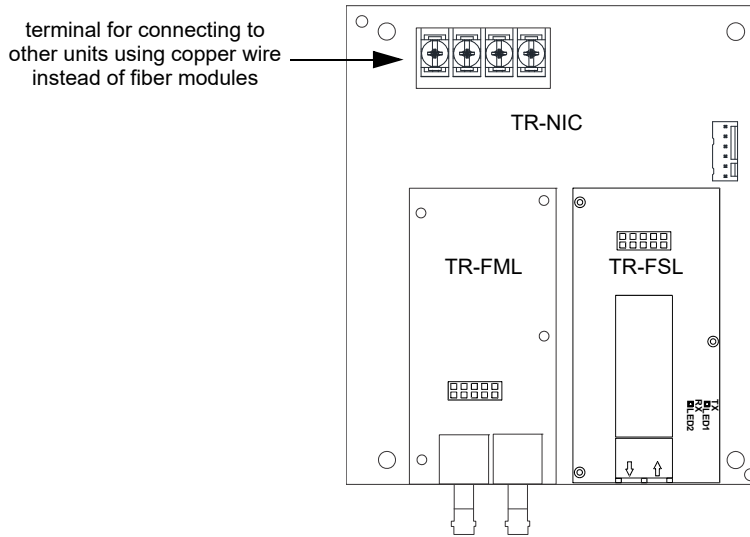 terminal for connecting to
other units using copper wire
instead of fiber modules
TR-NIC
TR-FML
TR-FSL
TX
LED1
RX
LED2